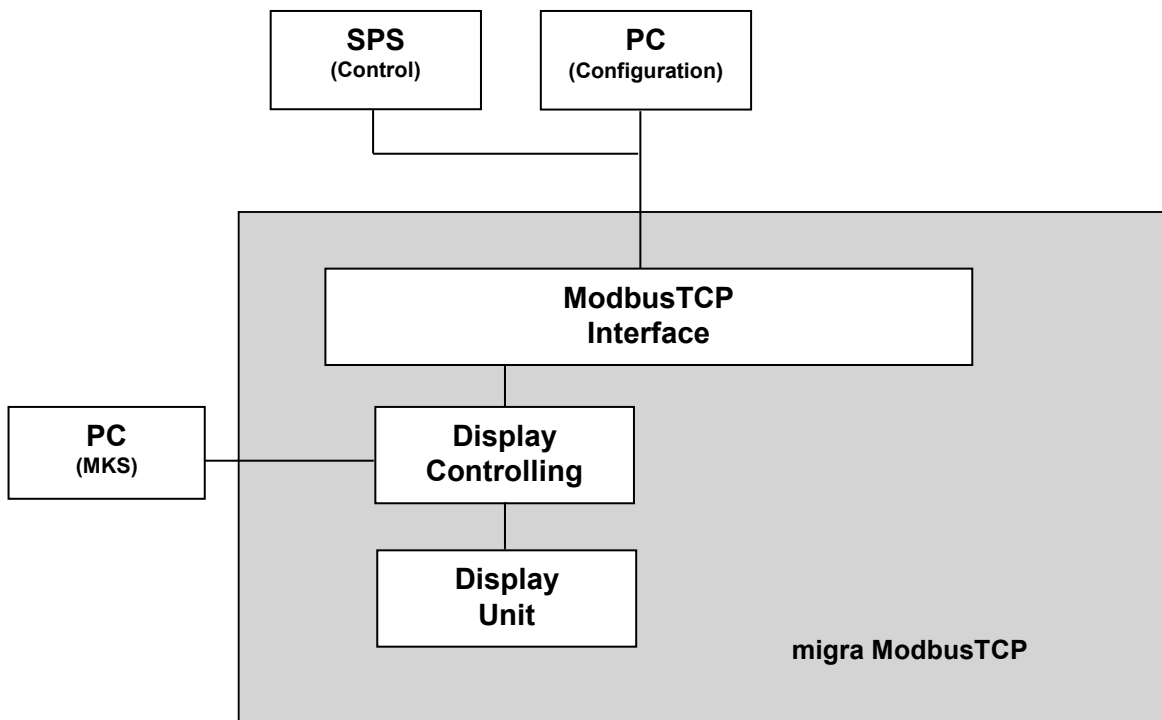 SPS
(Control)
PC
(Configuration)
ModbusTCP
Interface
PC
(MKS)
Display
Controlling
Display
Unit
migra ModbusTCP